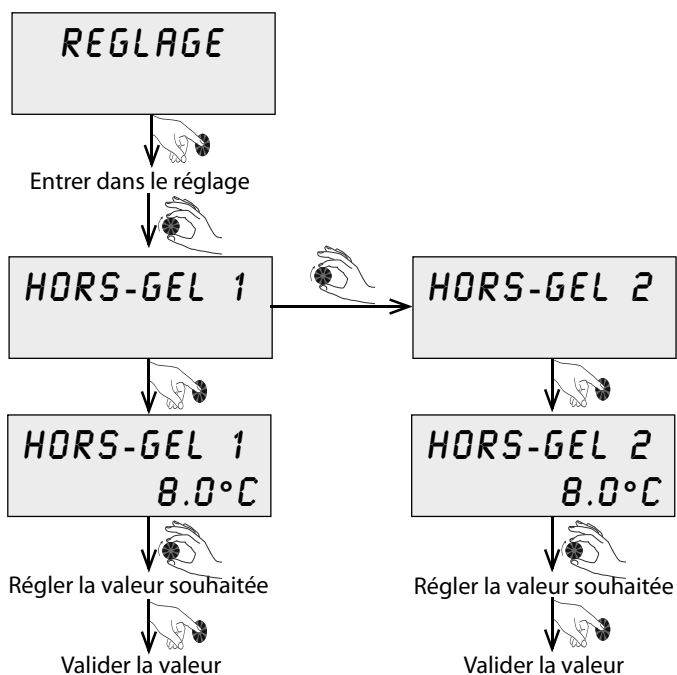 REGLAGE
Entrer dans le réglage
HORS-GEL 1
HORS-GEL 2
HORS-GEL 1
8.0°C
HORS-GEL 2
8.0°C
Régler la valeur souhaitée
Régler la valeur souhaitée
Valider la valeur
Valider la valeur